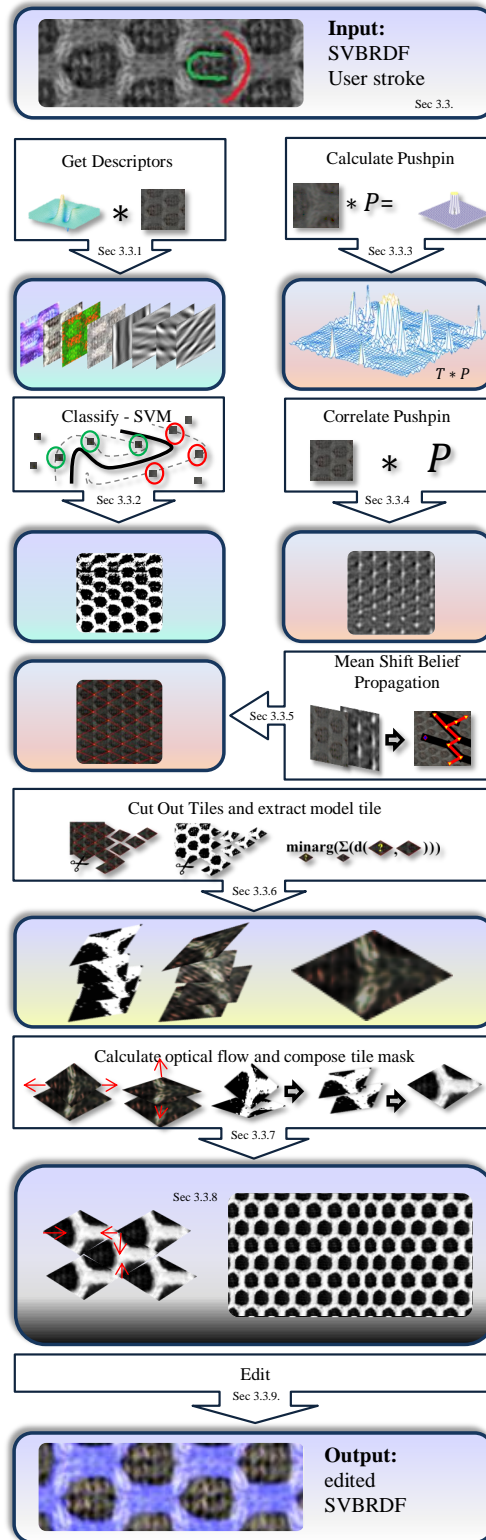 Input:
SVBRDF
User stroke
Sec 3.3.
Get Descriptors
*
Sec 3.3.1
Calculate Pushpin
* P=
Sec 3.3.3
T * P
Classify - SVM
Sec 3.3.2
Correlate Pushpin
* P
Sec 3.3.4
Mean Shift Belief
Propagation
Sec 3.3.5
Cut Out Tiles and extract model tile
minarg(Σ(d( ? , )))
?
Sec 3.3.6
Calculate optical flow and compose tile mask
Sec 3.3.7
Sec 3.3.8
Edit
Sec 3.3.9.
Output:
edited
SVBRDF